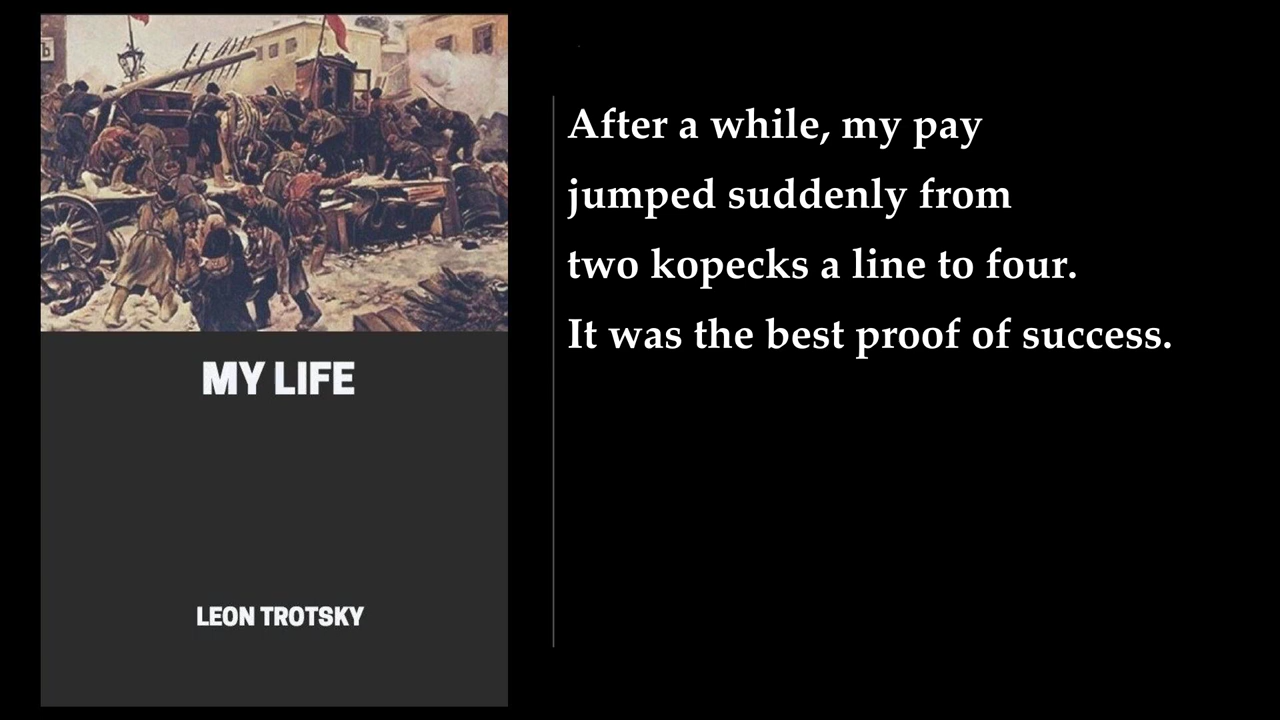 MY LIFE
LEON TROTSKY
After a while, my pay
jumped suddenly from
two kopecks a line to four.
It was the best proof of success.